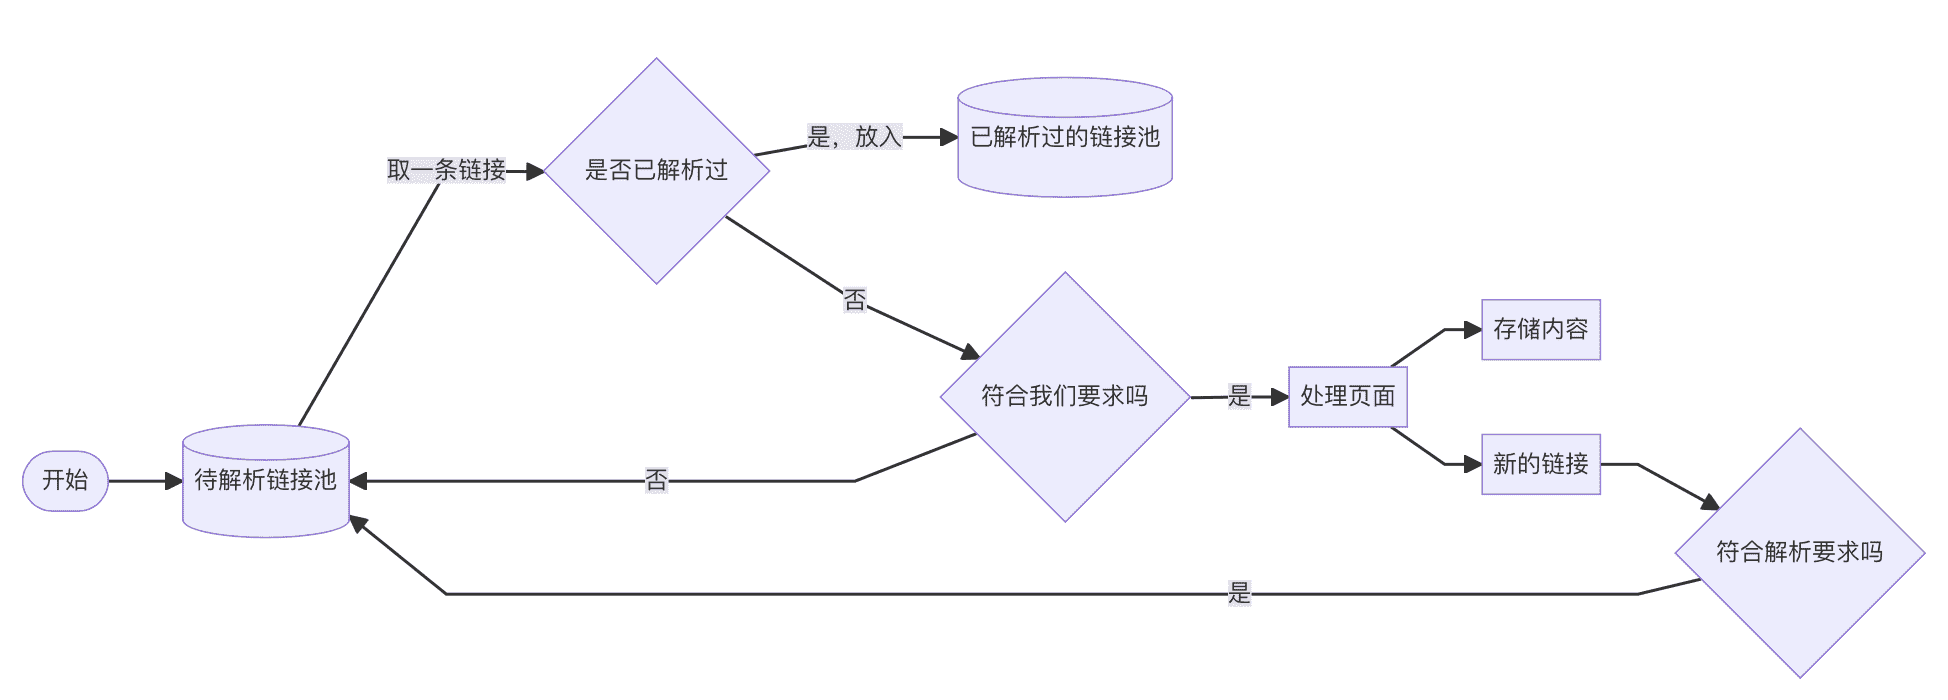 开始
待解析链接池
取一条链接
是否已解析过
是，放入
已解析过的链接池
否
符合我们要求吗
否
是
处理页面
存储内容
新的链接
符合解析要求吗
是